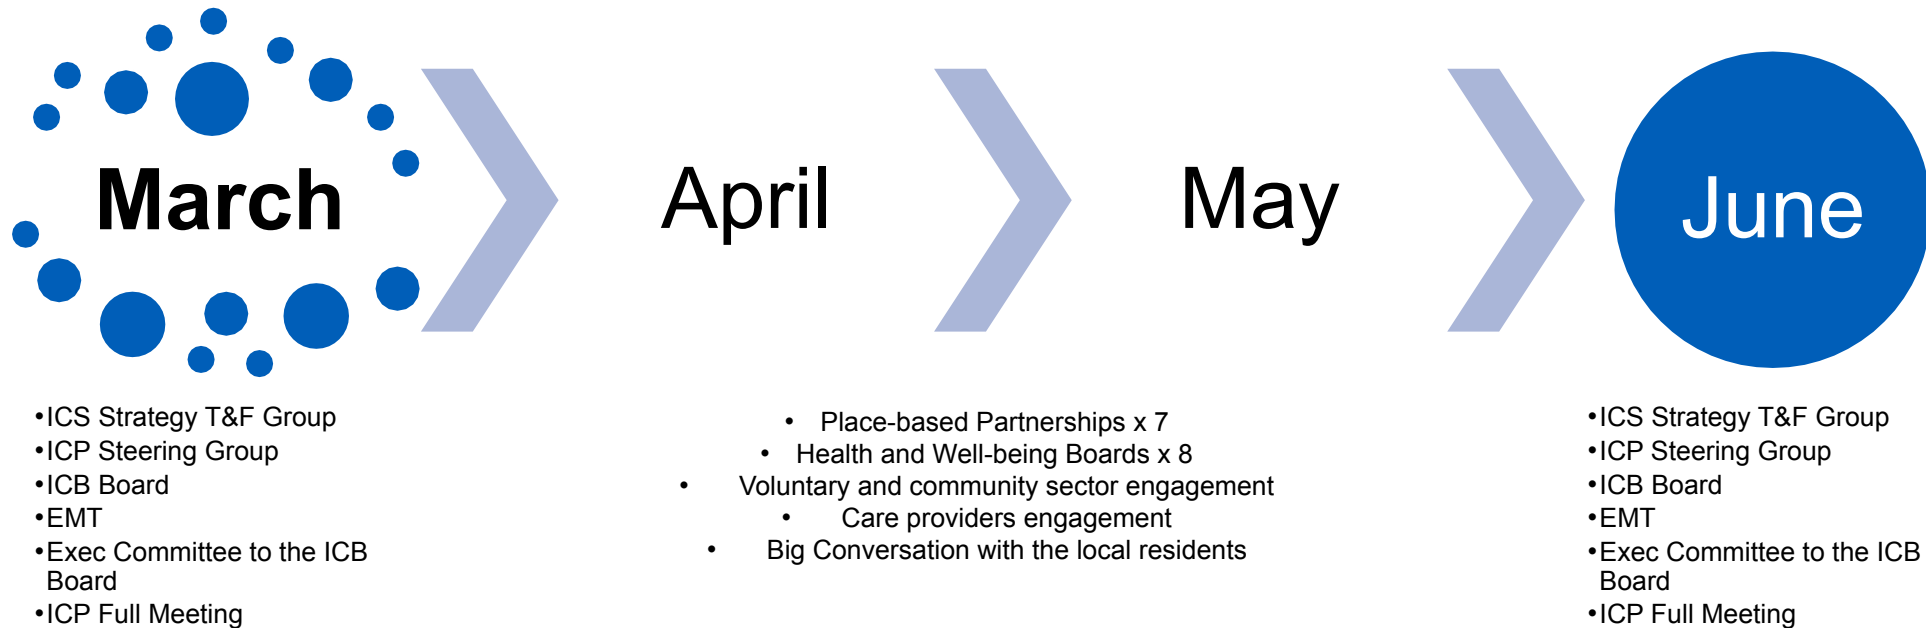 March
April
May
June
•ICS Strategy T&F Group
•ICP Steering Group
•ICB Board
•EMT
•Exec Committee to the ICB
Board
•ICP Full Meeting
• Place-based Partnerships x 7
• Health and Well-being Boards x 8
• Voluntary and community sector engagement
• Care providers engagement
• Big Conversation with the local residents
•ICS Strategy T&F Group
•ICP Steering Group
•ICB Board
•EMT
•Exec Committee to the ICB
Board
•ICP Full Meeting